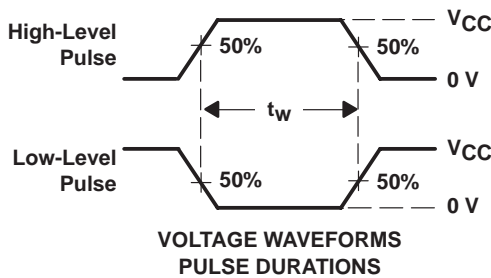 High-Level
Pulse
50%
50%
VCC
0 V
tw
Low-Level
Pulse
50%
50%
VCC
0 V
VOLTAGE WAVEFORMS
PULSE DURATIONS